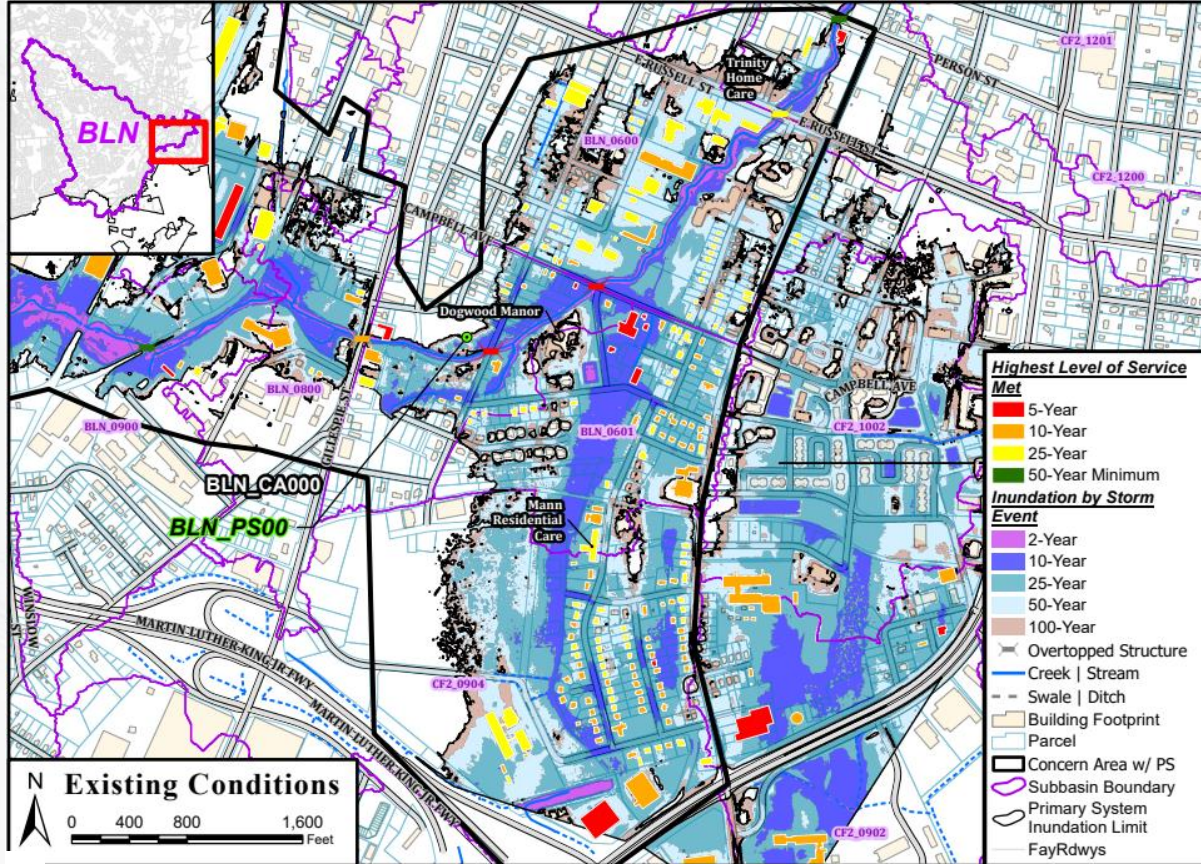 BLN
E RUSSELL ST
Trinity
Home
Care
PERSON ST
CF2_1201
BLN_0600
E RUSSELL ST
CF2_1200
CAMPBELL AVE
Dogwood Manor
BLN_0800
GILLESPIE ST
BLN_0900
BLN_0601
CAMPBELL AVE
CF2_1002
BLN_CA000
BLN_PS00
Mann
Residential
Care
WINSLOW ST
MARTIN LUTHER KING JR FWY
MARTIN LUTHER KING JR FWY
CF2_0904
CF2_0902
N
Existing Conditions
0 400 800 1,600
Feet
Highest Level of Service
Met
5-Year
10-Year
25-Year
50-Year Minimum
Inundation by Storm
Event
2-Year
10-Year
25-Year
50-Year
100-Year
Overtopped Structure
Creek | Stream
Swale | Ditch
Building Footprint
Parcel
Concern Area w/ PS
Subbasin Boundary
Primary System
Inundation Limit
FayRdwys